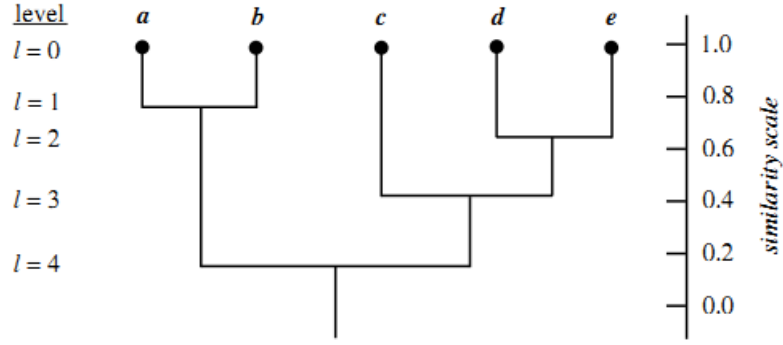 level a b c d e
l = 0 1.0
l = 1 0.8
l = 2 0.6
l = 3 0.4
l = 4 0.2
0.0
similarity scale